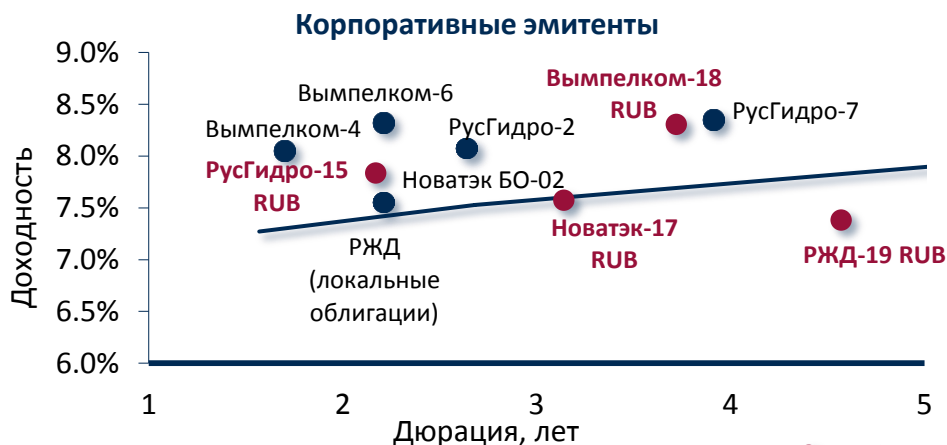 Корпоративные эмитенты
9.0%
8.5%
8.0%
7.5%
7.0%
6.5%
6.0%
Доходность
Вымпелком-18
RUB
Вымпелком-6
РусГидро-7
Вымпелком-4
РусГидро-2
РусГидро-15
RUB
Новатэк БО-02
Новатэк-17
RUB
РЖД
(локальные
облигации)
РЖД-19 RUB
1 2 3 4 5
Дюрация, лет